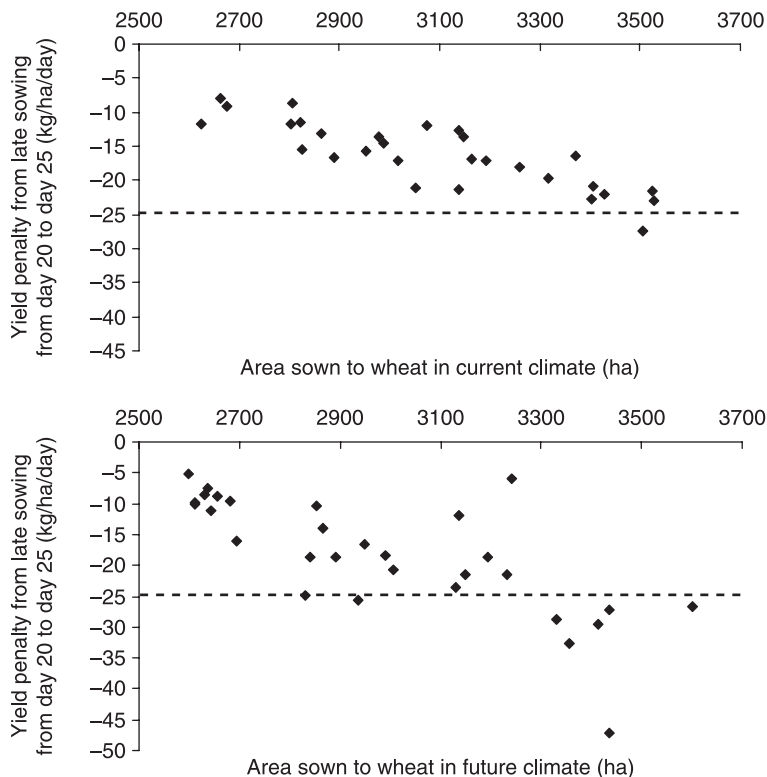 2500 2700 2900 3100 3300 3500 3700
0
−5
−10
−15
−20
−25
−30
−35
−40
−45
Yield penalty from late sowing
from day 20 to day 25 (kg/ha/day)
Area sown to wheat in current climate (ha)
2500 2700 2900 3100 3300 3500 3700
0
−5
−10
−15
−20
−25
−30
−35
−40
−45
−50
Yield penalty from late sowing
from day 20 to day 25 (kg/ha/day)
Area sown to wheat in future climate (ha)